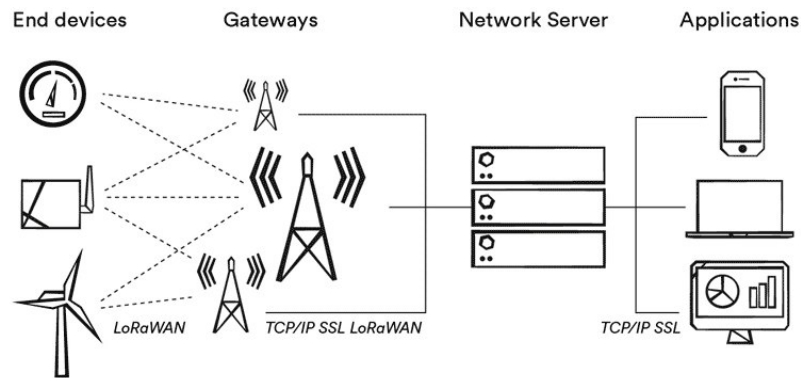 End devices
Gateways
Network Server
Applications
LoRaWAN
TCP/IP SSL LoRaWAN
TCP/IP SSL